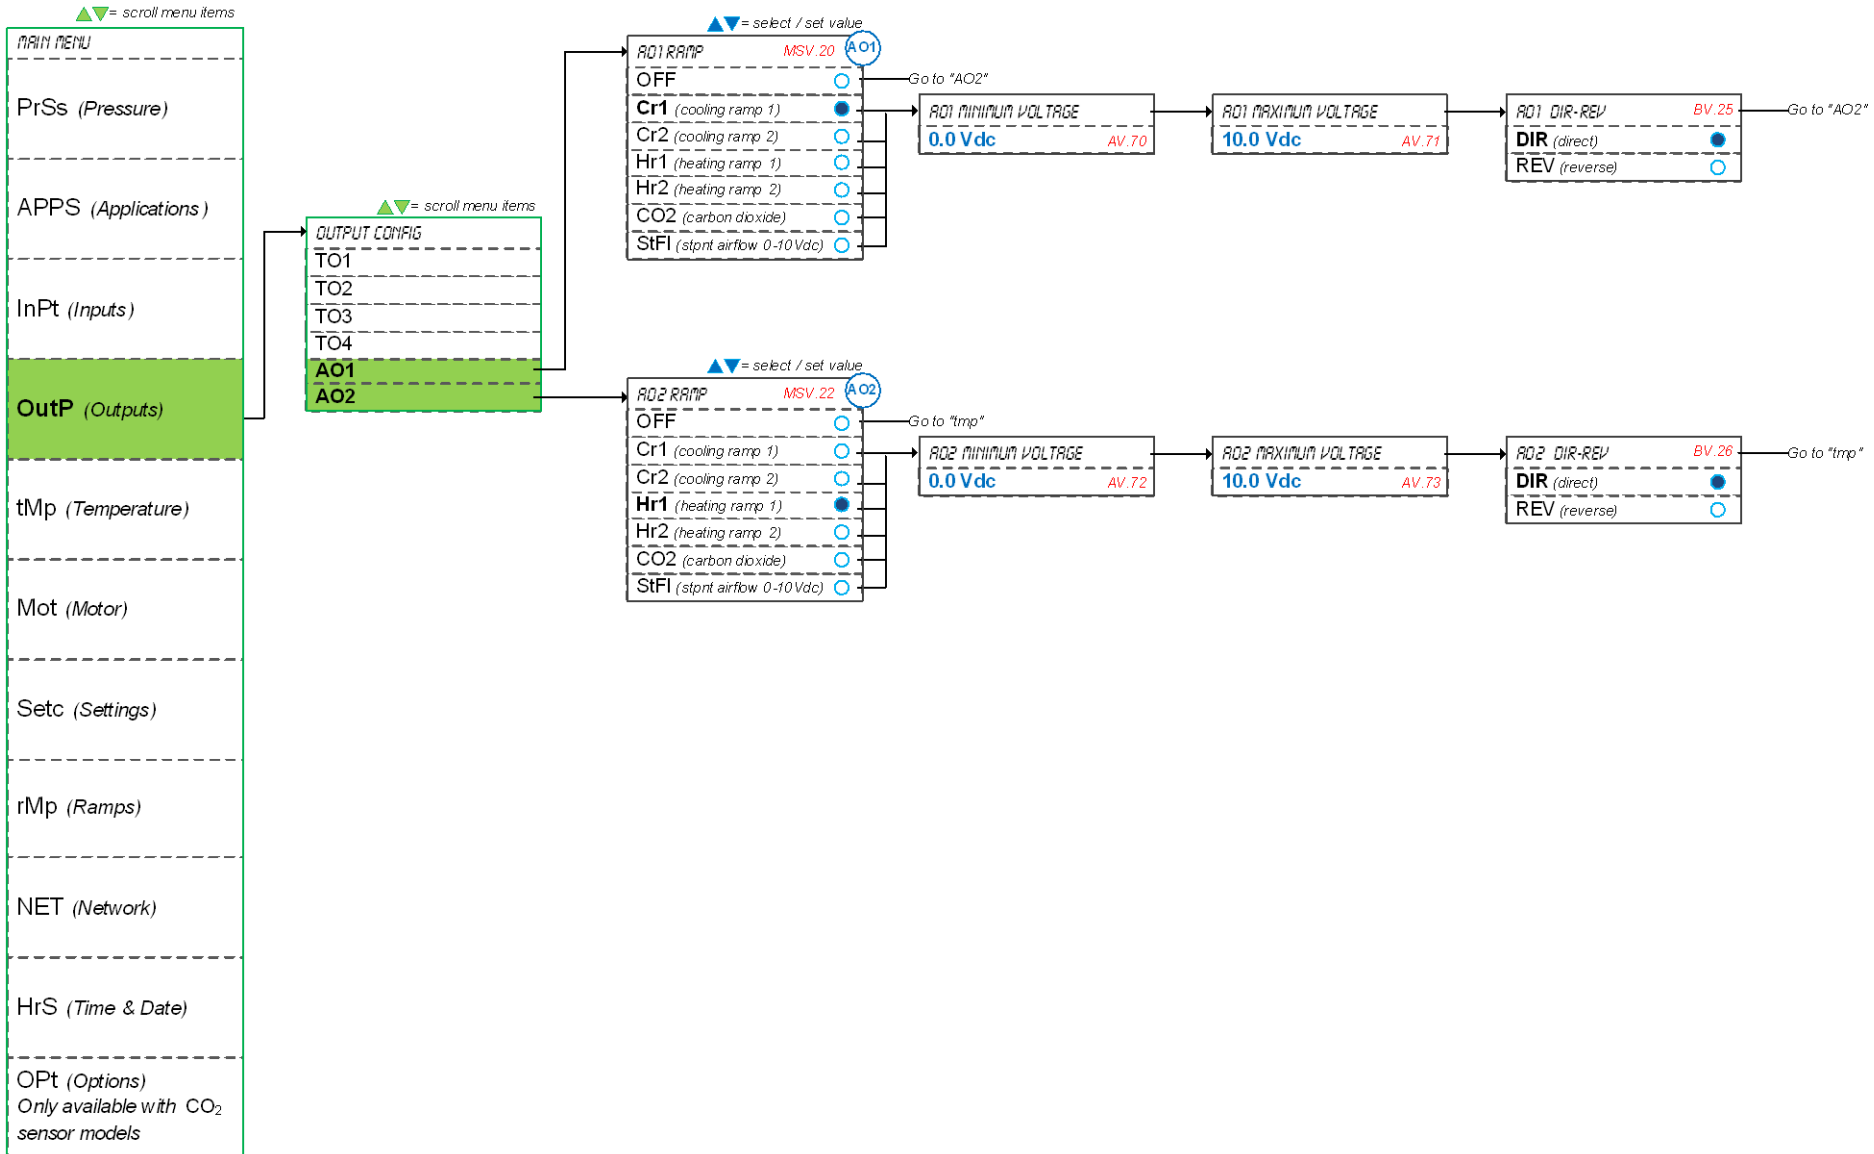 = scroll menu items
MAIN MENU
PrSs (Pressure)
APPS (Applications)
InPt (Inputs)
OutP (Outputs)
tMp (Temperature)
Mot (Motor)
Setc (Settings)
rMp (Ramps)
NET (Network)
HrS (Time & Date)
OPt (Options)
Only available with CO₂
sensor models
= scroll menu items
OUTPUT CONFIG
TO1
TO2
TO3
TO4
AO1
AO2
= select / set value
AO1 RAMP MSV.20 AO1
OFF
Go to "AO2"
Cr1 (cooling ramp 1)
Cr2 (cooling ramp 2)
Hr1 (heating ramp 1)
Hr2 (heating ramp 2)
CO2 (carbon dioxide)
StFl (stpnt airflow 0-10Vdc)
AO1 MINIMUM VOLTAGE
0.0 Vdc AV.70
AO1 MAXIMUM VOLTAGE
10.0 Vdc AV.71
AO1 DIR-REV BV.25
DIR (direct)
REV (reverse)
Go to "AO2"
= select / set value
AO2 RAMP MSV.22 AO2
OFF
Go to "tmp"
Cr1 (cooling ramp 1)
Cr2 (cooling ramp 2)
Hr1 (heating ramp 1)
Hr2 (heating ramp 2)
CO2 (carbon dioxide)
StFl (stpnt airflow 0-10Vdc)
AO2 MINIMUM VOLTAGE
0.0 Vdc AV.72
AO2 MAXIMUM VOLTAGE
10.0 Vdc AV.73
AO2 DIR-REV BV.26
DIR (direct)
REV (reverse)
Go to "tmp"